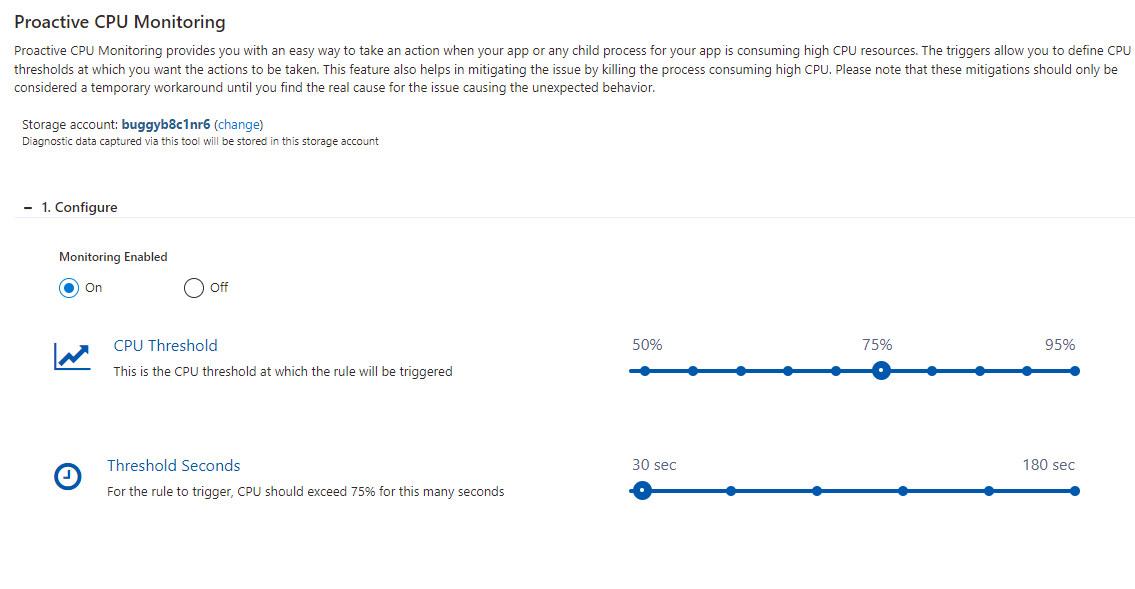 Proactive CPU Monitoring
Proactive CPU Monitoring provides you with an easy way to take an action when your app or any child process for your app is consuming high CPU resources. The triggers allow you to define CPU
thresholds at which you want the actions to be taken. This feature also helps in mitigating the issue by killing the process consuming high CPU. Please note that these mitigations should only be
considered a temporary workaround until you find the real cause for the issue causing the unexpected behavior.
Storage account: buggyb8c1nr6 (change)
Diagnostic data captured via this tool will be stored in this storage account
– 1. Configure
Monitoring Enabled
On Off
CPU Threshold 50% 75% 95%
This is the CPU threshold at which the rule will be triggered
Threshold Seconds 30 sec 180 sec
For the rule to trigger, CPU should exceed 75% for this many seconds